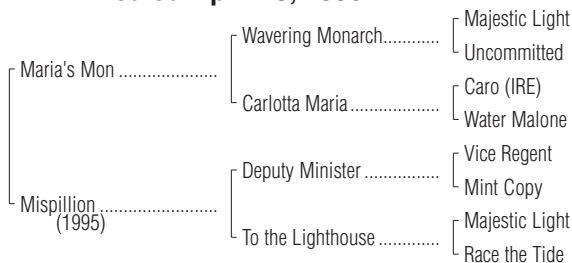 Majestic Light
Wavering Monarch............
Uncommitted
Maria's Mon .....................
Caro (IRE)
Carlotta Maria ...................
Water Malone
Vice Regent
Deputy Minister ................
Mint Copy
Mispillion .........................
(1995)
Majestic Light
To the Lighthouse .............
Race the Tide